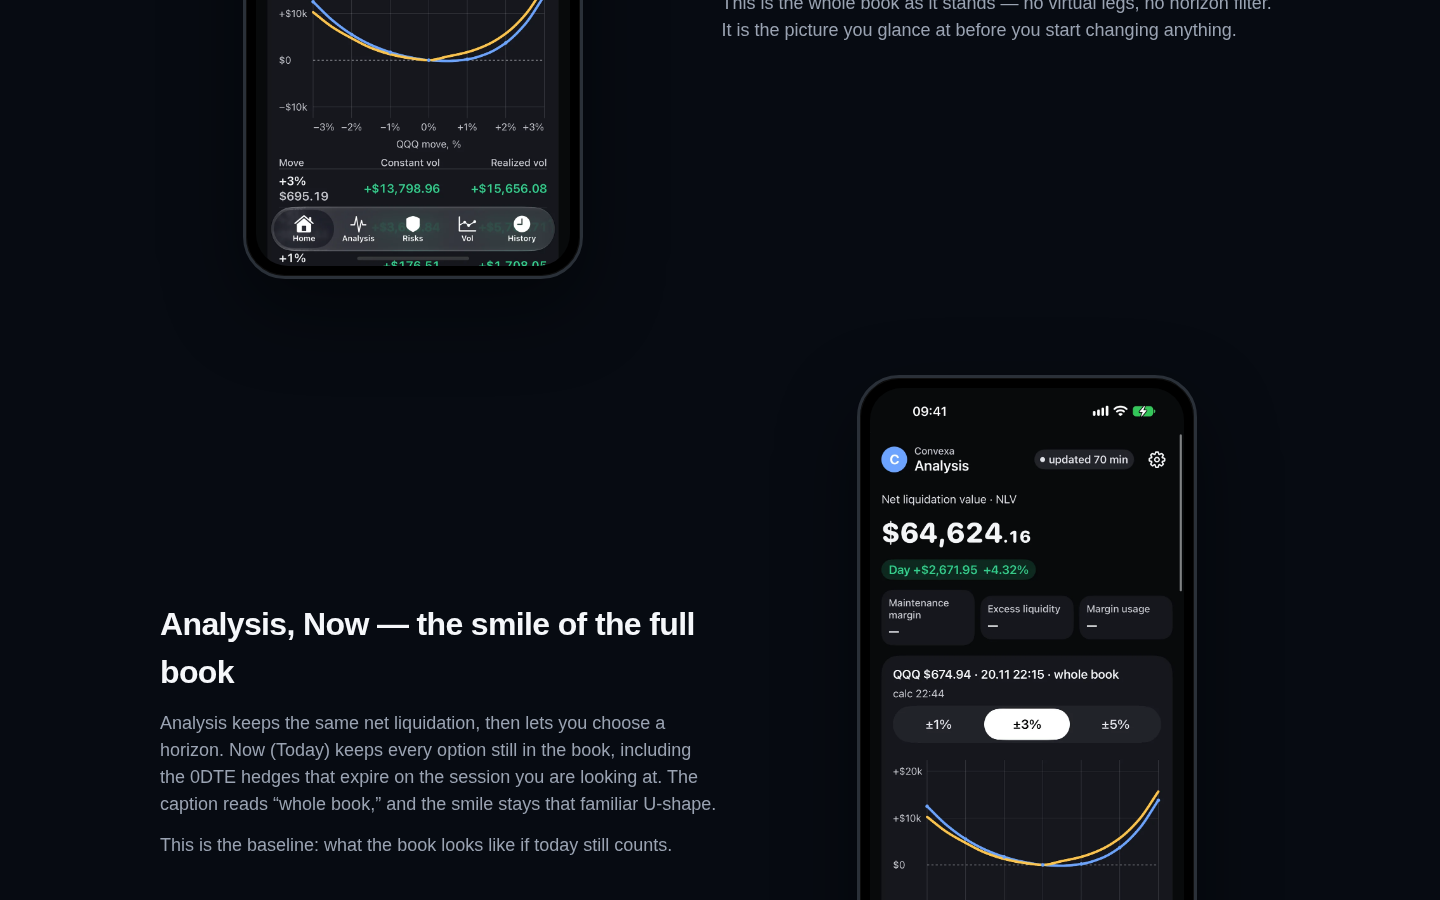 This is the whole book as it stands — no virtual legs, no horizon filter.
It is the picture you glance at before you start changing anything.
+$10k
$0
−$10k
−3% −2% −1% 0% +1% +2% +3%
QQQ move, %
Move Constant vol Realized vol
+3%
$695.19 +$13,798.96 +$15,656.08
Home Analysis Risks Vol History
+1% +$176.51 +$1,708.05
09:41
Convexa
C Analysis updated 70 min
Net liquidation value · NLV
$64,624.16
Day +$2,671.95 +4.32%
Maintenance margin
—
Excess liquidity
—
Margin usage
—
QQQ $674.94 · 20.11 22:15 · whole book
calc 22:44
±1% ±3% ±5%
+$20k
+$10k
$0
Analysis, Now — the smile of the full
book
Analysis keeps the same net liquidation, then lets you choose a
horizon. Now (Today) keeps every option still in the book, including
the 0DTE hedges that expire on the session you are looking at. The
caption reads “whole book,” and the smile stays that familiar U-shape.
This is the baseline: what the book looks like if today still counts.